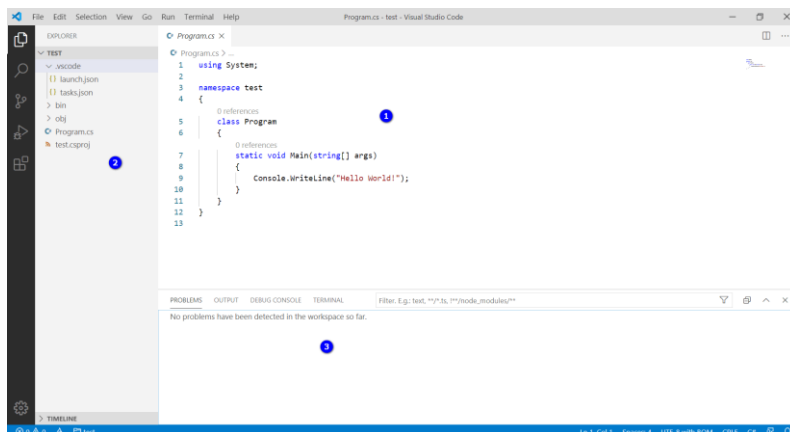 File Edit Selection View Go Run Terminal Help Program.cs - test - Visual Studio Code
EXPLORER
TEST
.vscode
{} launch.json
{} tasks.json
> bin
> obj
Program.cs
test.csproj
2
> TIMELINE
Program.cs ×
Program.cs > ...
1 using System;
2
3 namespace test
4 {
0 references
5 class Program
6 {
0 references
7 static void Main(string[] args)
8 {
9 Console.WriteLine("Hello World!");
10 }
11 }
12 }
13
1
PROBLEMS OUTPUT DEBUG CONSOLE TERMINAL Filter. E.g.: text, **/*.ts, !**/node_modules/**
No problems have been detected in the workspace so far.
3